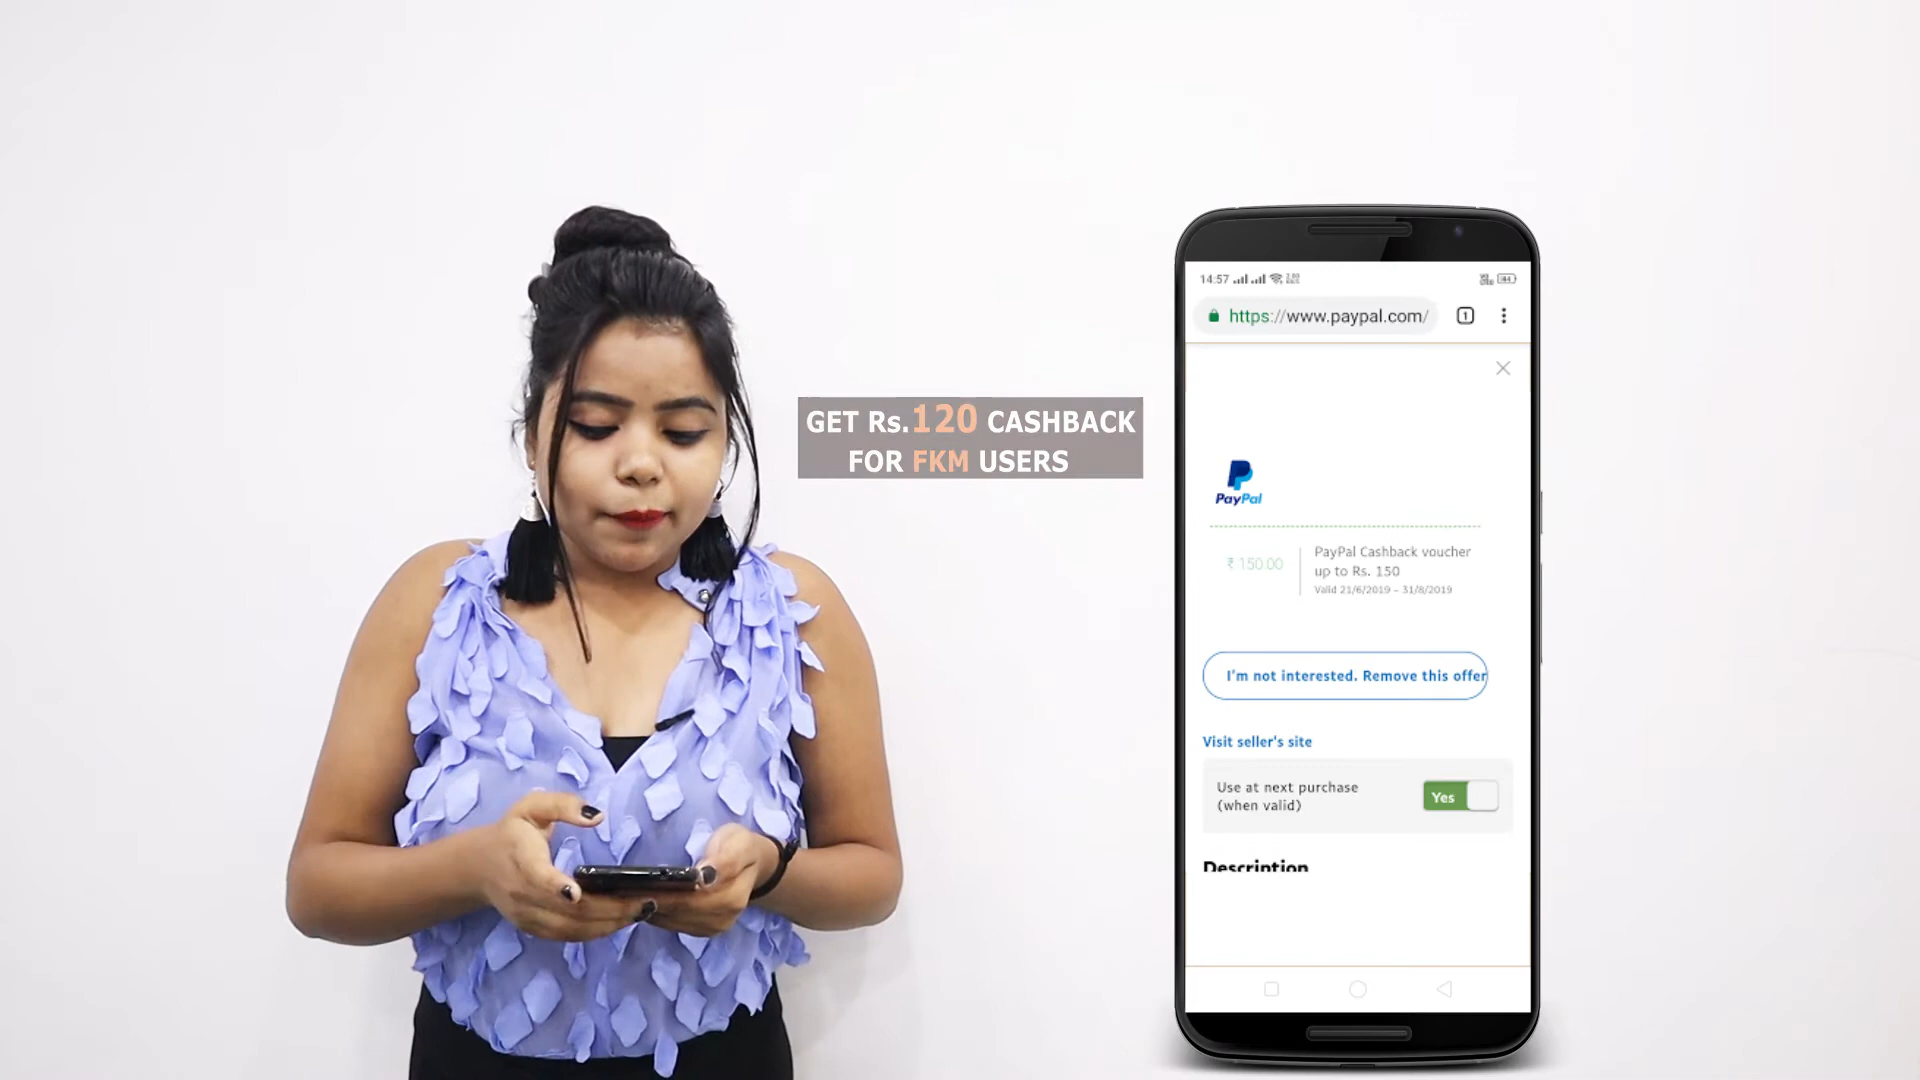 GET Rs.120 CASHBACK
FOR FKM USERS
14:57
https://www.paypal.com/
1
PayPal
₹ 150.00
PayPal Cashback voucher
up to Rs. 150
Valid 21/6/2019 – 31/8/2019
I'm not interested. Remove this offer
Visit seller's site
Use at next purchase
(when valid)
Yes
Description